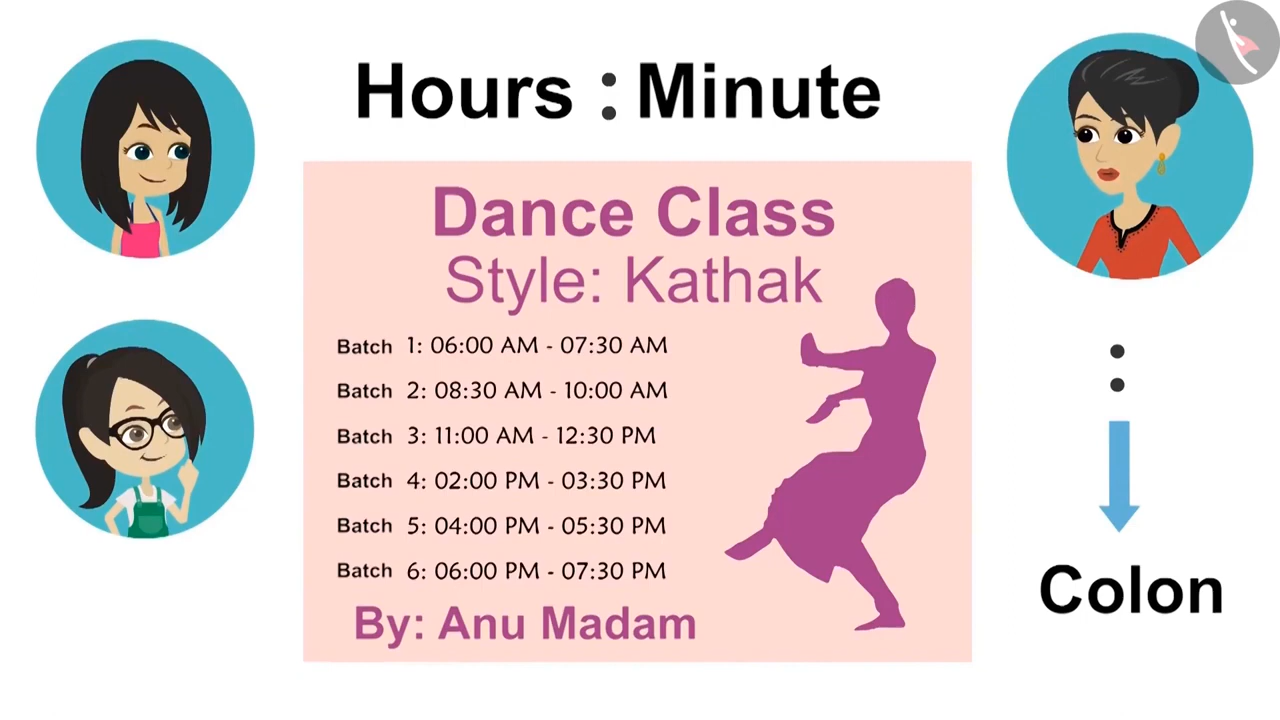 Hours : Minute
Dance Class
Style: Kathak
Batch 1: 06:00 AM - 07:30 AM
Batch 2: 08:30 AM - 10:00 AM
Batch 3: 11:00 AM - 12:30 PM
Batch 4: 02:00 PM - 03:30 PM
Batch 5: 04:00 PM - 05:30 PM
Batch 6: 06:00 PM - 07:30 PM
By: Anu Madam
:
Colon